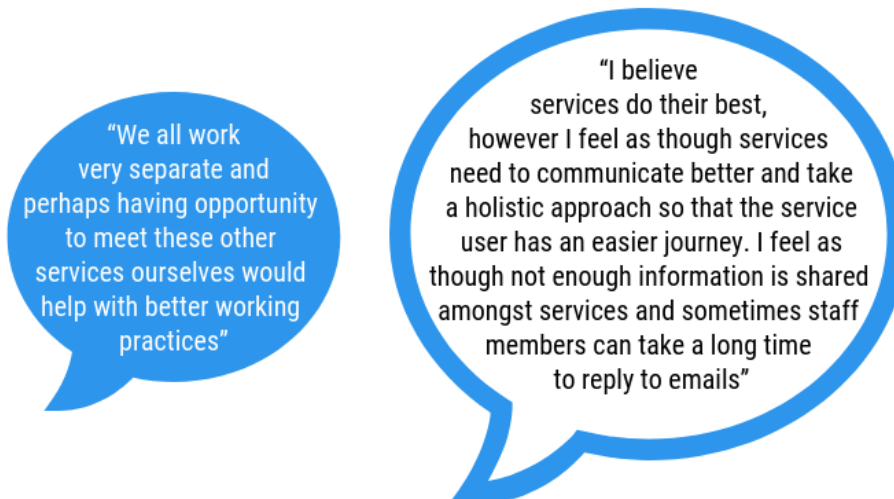 “We all work
very separate and
perhaps having opportunity
to meet these other
services ourselves would
help with better working
practices”
“I believe
services do their best,
however I feel as though services
need to communicate better and take
a holistic approach so that the service
user has an easier journey. I feel as
though not enough information is shared
amongst services and sometimes staff
members can take a long time
to reply to emails”